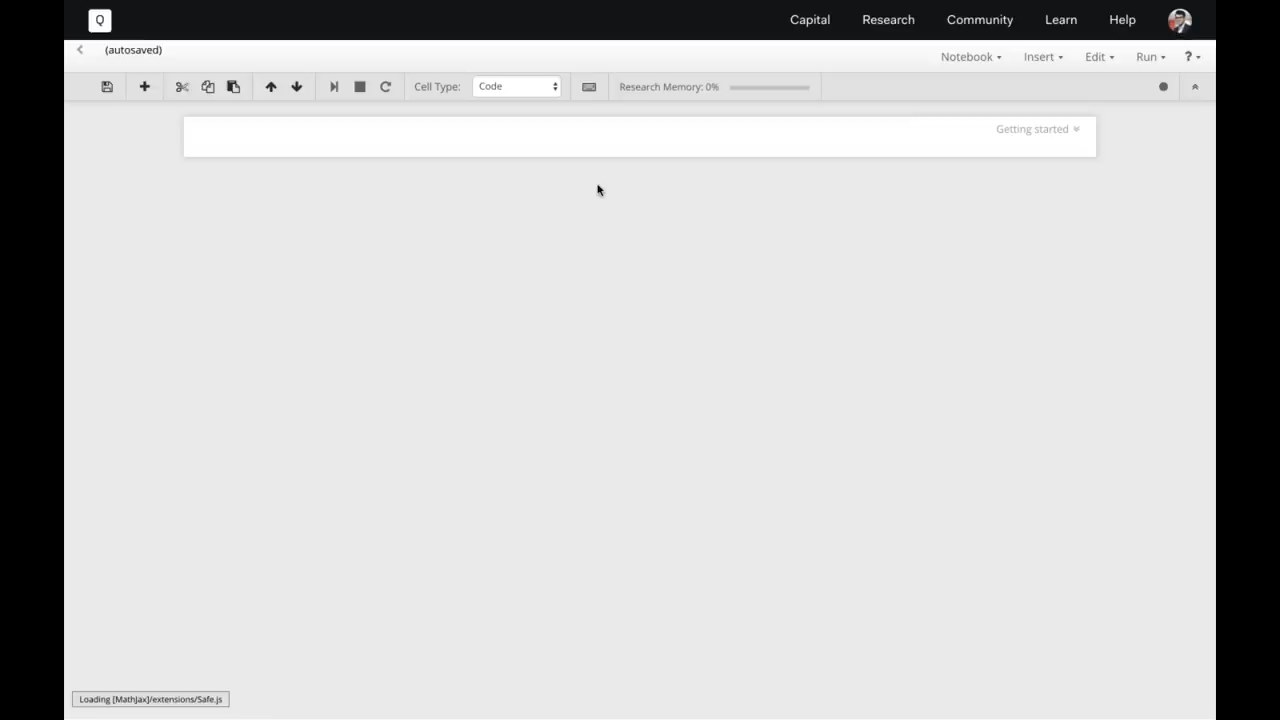 Q Capital Research Community Learn Help
(autosaved)
Notebook Insert Edit Run ?
Cell Type: Code Research Memory: 0%
Getting started
Loading [MathJax]/extensions/Safe.js